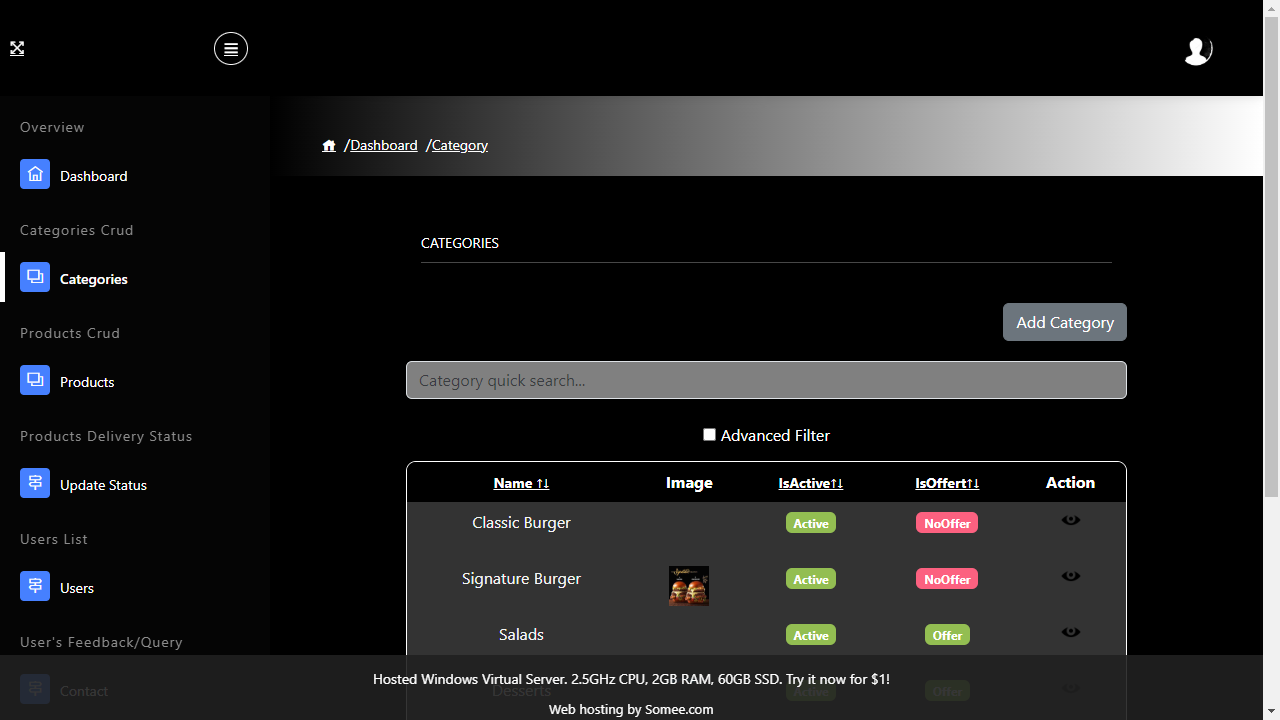 Overview
Dashboard
Categories Crud
Categories
Products Crud
Products
Products Delivery Status
Update Status
Users List
Users
User's Feedback/Query
Contact
/Dashboard /Category
CATEGORIES
Add Category
Category quick search...
Advanced Filter
Name ↑↓ Image IsActive↑↓ IsOffert↑↓ Action
Classic Burger Active NoOffer
Signature Burger Active NoOffer
Salads Active Offer
Desserts Active Offer
Hosted Windows Virtual Server. 2.5GHz CPU, 2GB RAM, 60GB SSD. Try it now for $1!
Web hosting by Somee.com